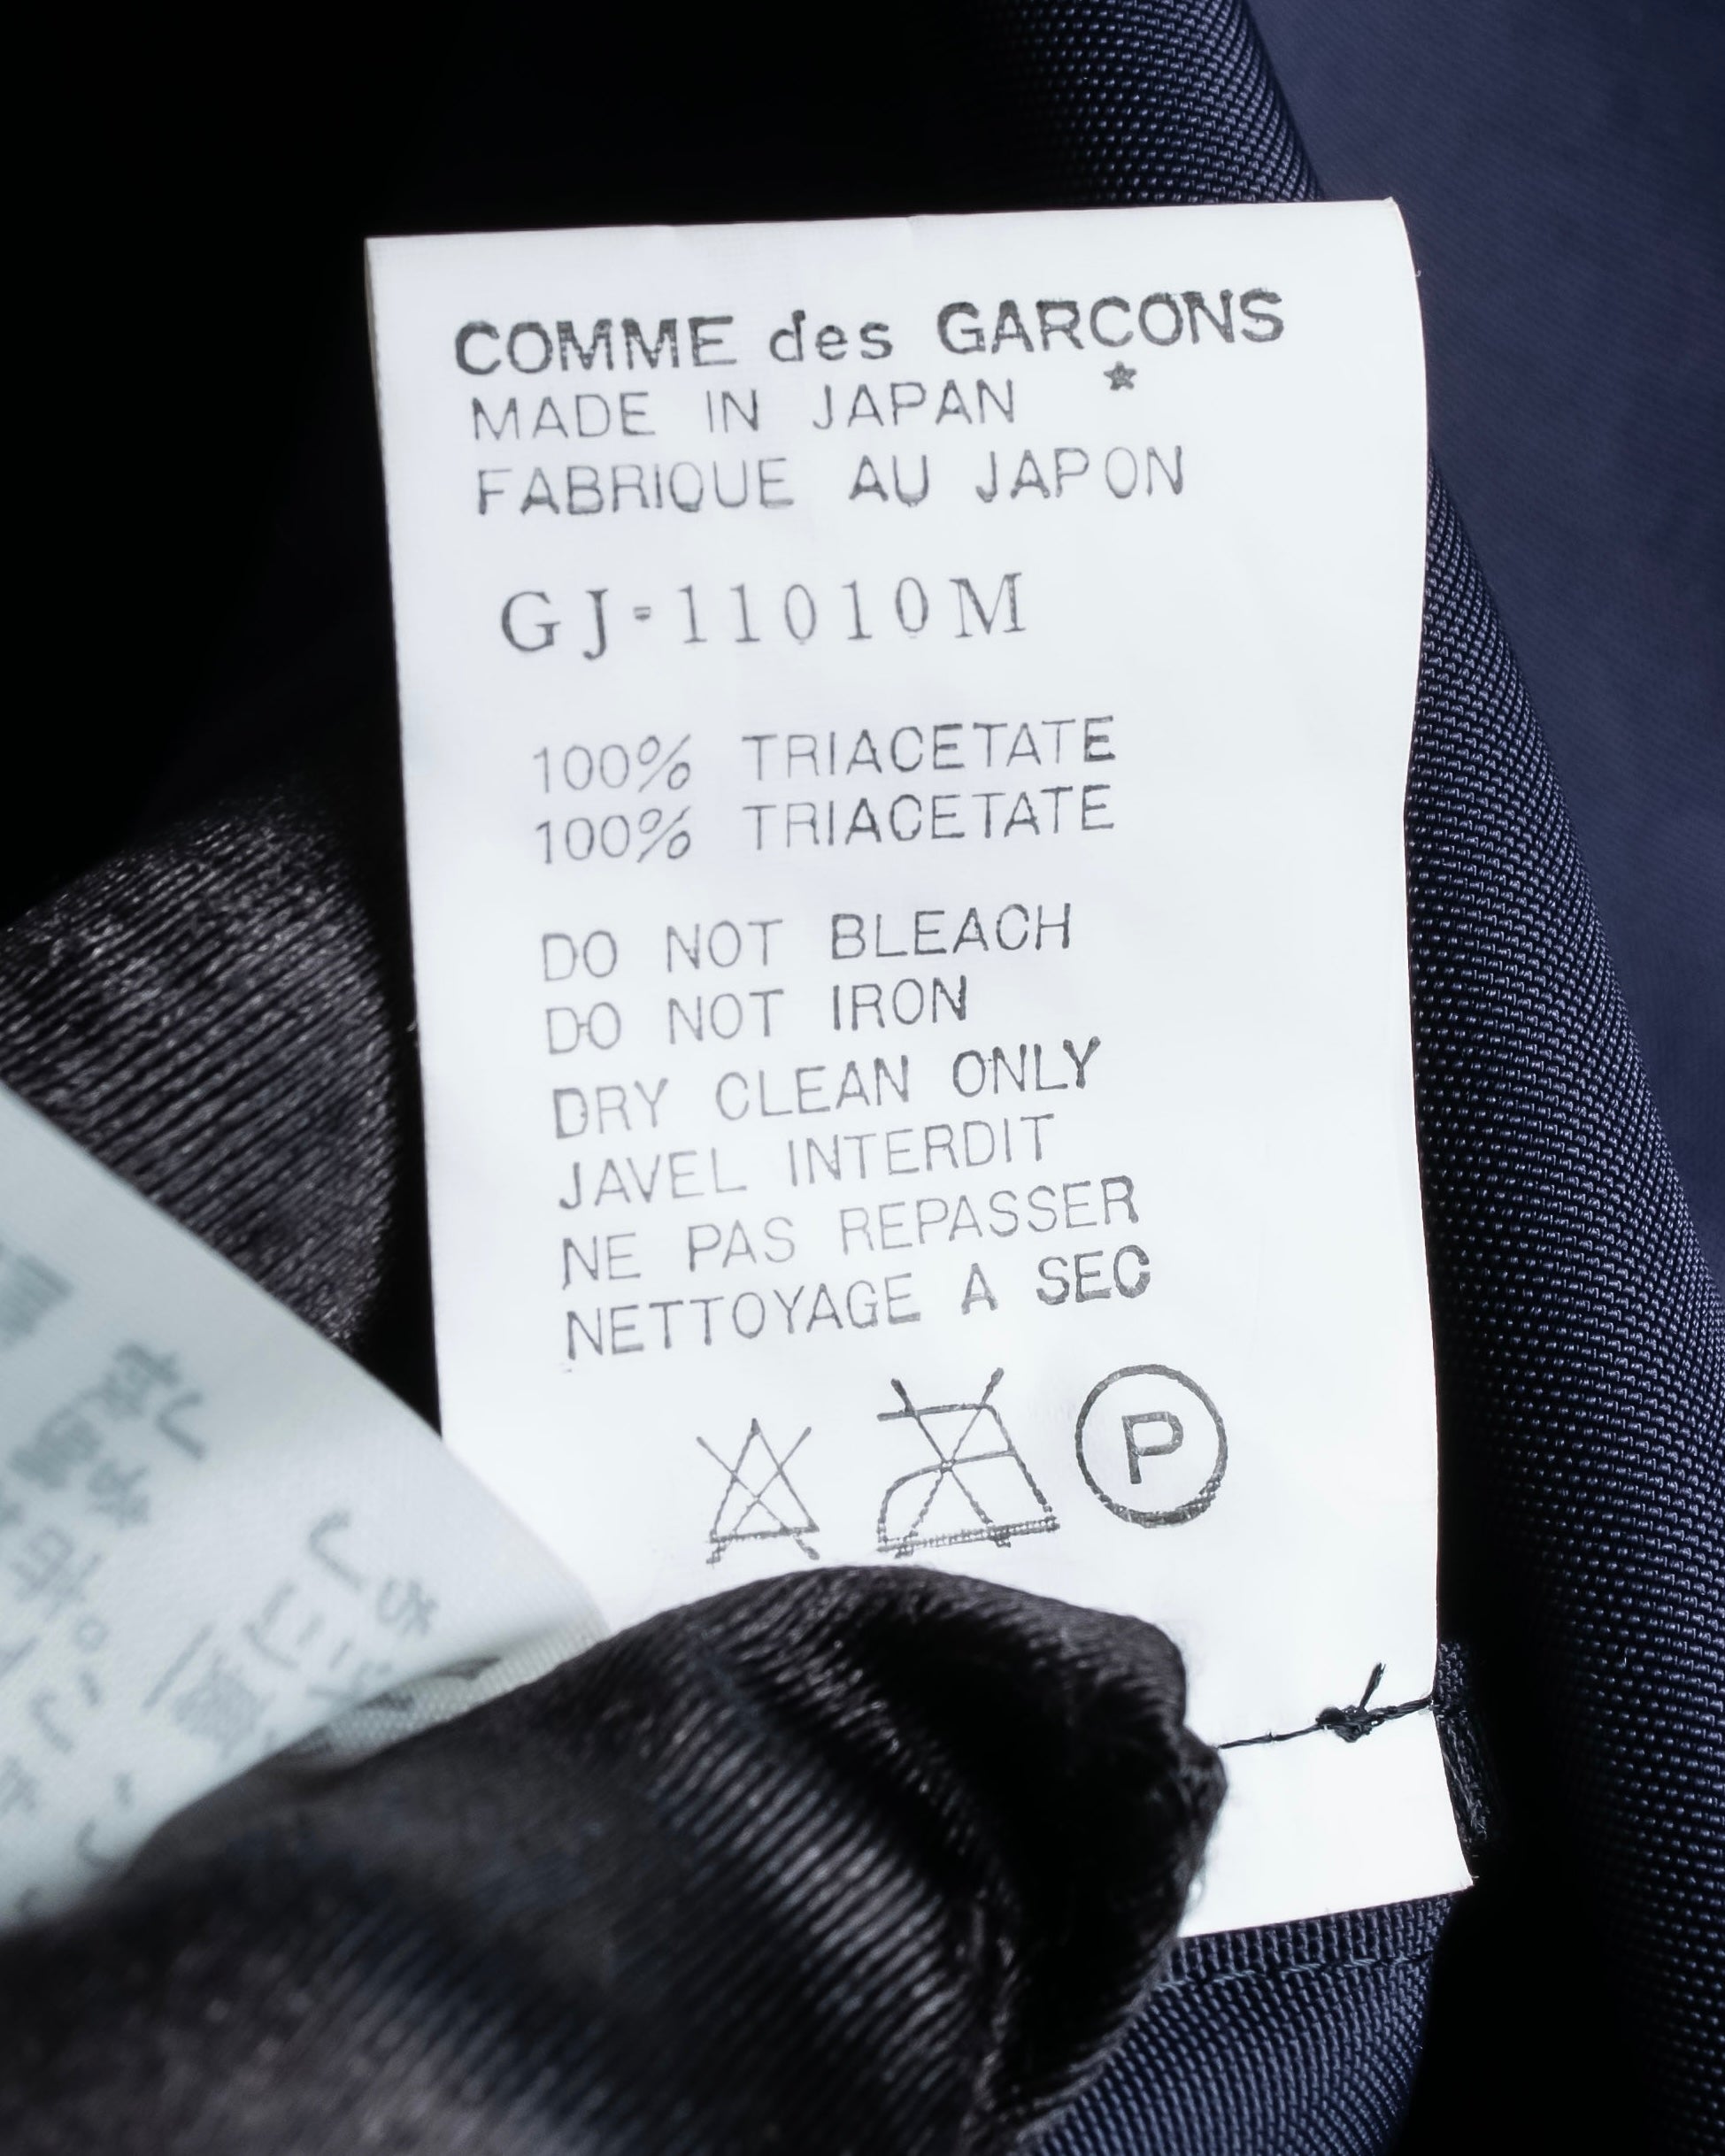 COMME des GARCONS
★
MADE IN JAPAN
FABRIQUE AU JAPON
GJ-11010M
100% TRIACETATE
100% TRIACETATE
DO NOT BLEACH
DO NOT IRON
DRY CLEAN ONLY
JAVEL INTERDIT
NE PAS REPASSER
NETTOYAGE A SEC
P